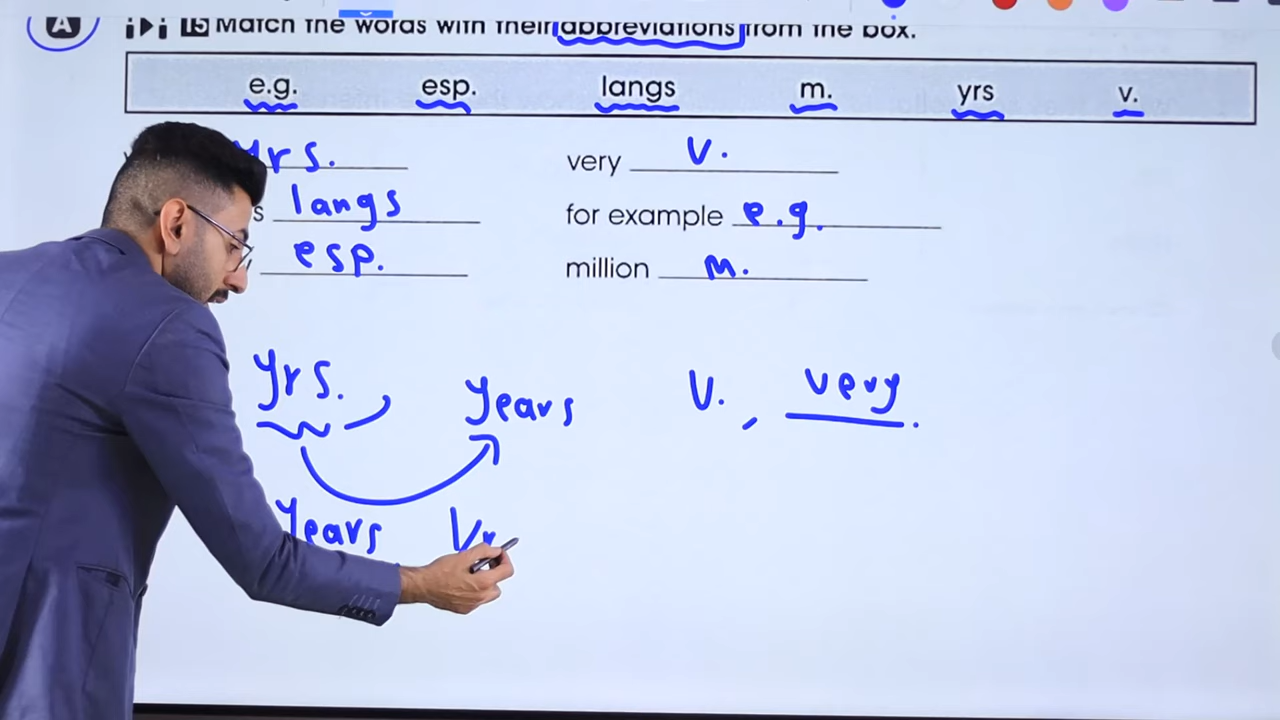 A 15 Match the words with their abbreviations from the box.
e.g. esp. langs m. yrs v.
yrs. very v.
s langs for example e.g.
esp. million m.
yrs. years v. , very .
years